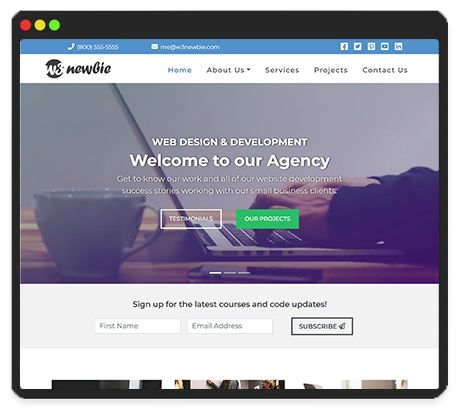 (800) 555-5555 me@w3newbie.com
W3 newbie Home About Us Services Projects Contact Us
WEB DESIGN & DEVELOPMENT
Welcome to our Agency
Get to know our work and all of our website development
success stories working with our small business clients.
TESTIMONIALS OUR PROJECTS
Sign up for the latest courses and code updates!
First Name Email Address SUBSCRIBE